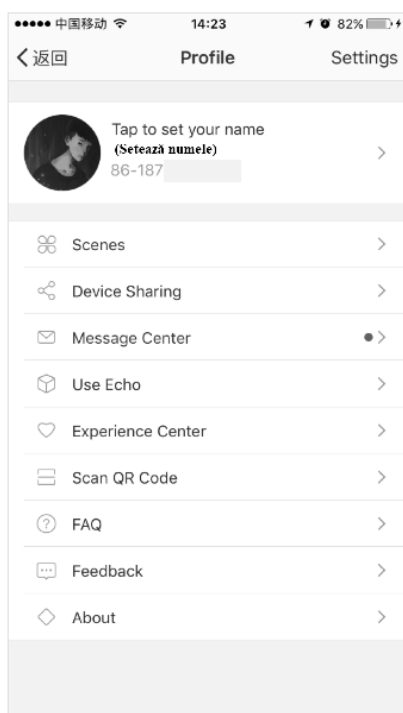 中国移动 14:23 82%
返回 Profile Settings
Tap to set your name
(Setează numele)
86-187
Scenes
Device Sharing
Message Center
Use Echo
Experience Center
Scan QR Code
FAQ
Feedback
About